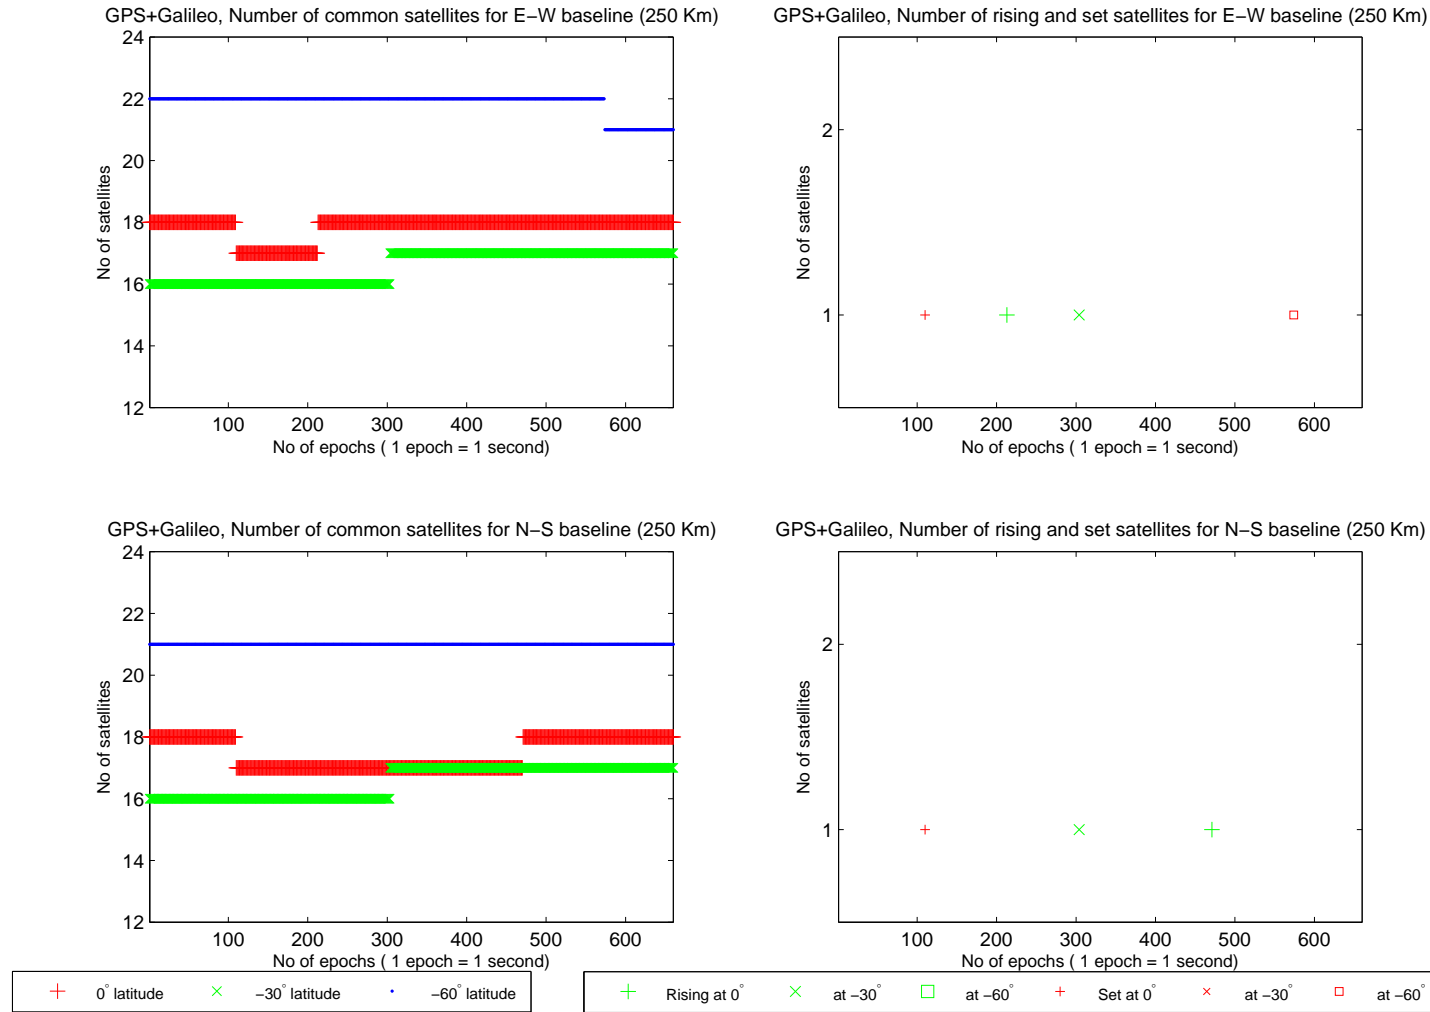 GPS+Galileo, Number of common satellites for E−W baseline (250 Km)
24
22
20
18
16
14
12
No of satellites
100 200 300 400 500 600
No of epochs ( 1 epoch = 1 second)
GPS+Galileo, Number of rising and set satellites for E−W baseline (250 Km)
2
1
No of satellites
100 200 300 400 500 600
No of epochs ( 1 epoch = 1 second)
GPS+Galileo, Number of common satellites for N−S baseline (250 Km)
24
22
20
18
16
14
12
No of satellites
100 200 300 400 500 600
No of epochs ( 1 epoch = 1 second)
GPS+Galileo, Number of rising and set satellites for N−S baseline (250 Km)
2
1
No of satellites
100 200 300 400 500 600
No of epochs ( 1 epoch = 1 second)
0° latitude −30° latitude −60° latitude
Rising at 0° at −30° at −60° Set at 0° at −30° at −60°